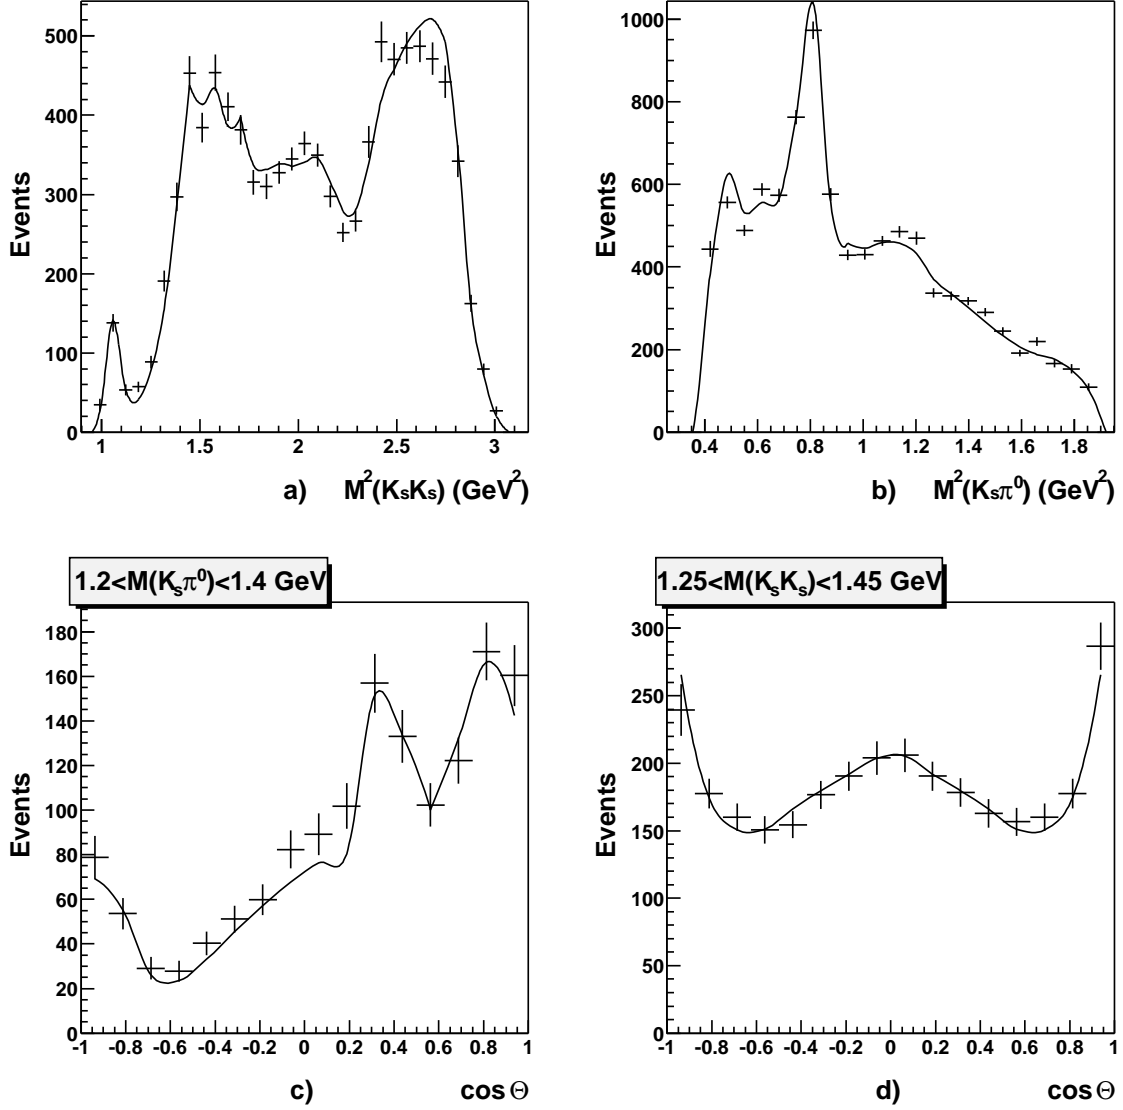 Events
500
400
300
200
100
0
1 1.5 2 2.5 3
a) M²(KₛKₛ) (GeV²)
Events
1000
800
600
400
200
0
0.4 0.6 0.8 1 1.2 1.4 1.6 1.8
b) M²(Kₛπ⁰) (GeV²)
1.2<M(Kₛπ⁰)<1.4 GeV
Events
180
160
140
120
100
80
60
40
20
0
-1 -0.8 -0.6 -0.4 -0.2 0 0.2 0.4 0.6 0.8 1
c) cos Θ
1.25<M(KₛKₛ)<1.45 GeV
Events
300
250
200
150
100
50
0
-1 -0.8 -0.6 -0.4 -0.2 0 0.2 0.4 0.6 0.8 1
d) cos Θ